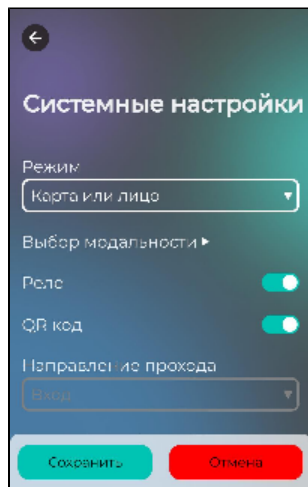 Системные настройки
Режим
Карта или лицо
Выбор модальности
Реле
QR код
Направление прохода
Вход
Сохранить
Отмена